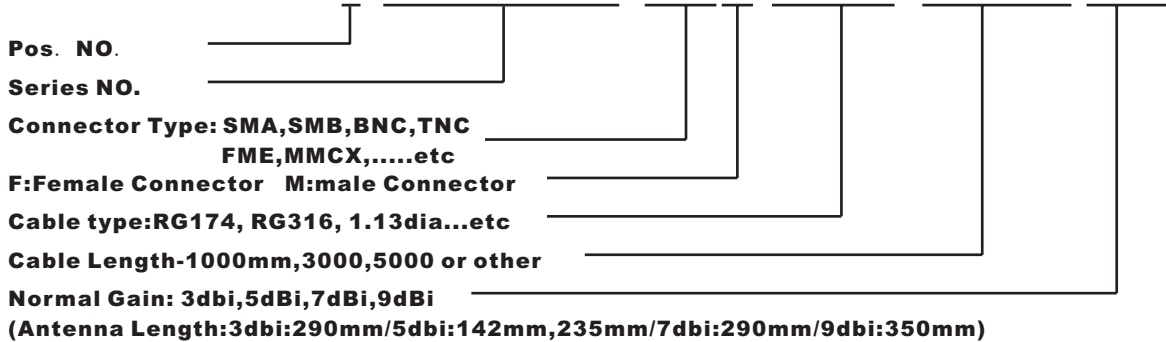 Pos. NO.
Series NO.
Connector Type: SMA,SMB,BNC,TNC
FME,MMCX,.....etc
F:Female Connector M:male Connector
Cable type:RG174, RG316, 1.13dia...etc
Cable Length-1000mm,3000,5000 or other
Normal Gain: 3dbi,5dBi,7dBi,9dBi
(Antenna Length:3dbi:290mm/5dbi:142mm,235mm/7dbi:290mm/9dbi:350mm)